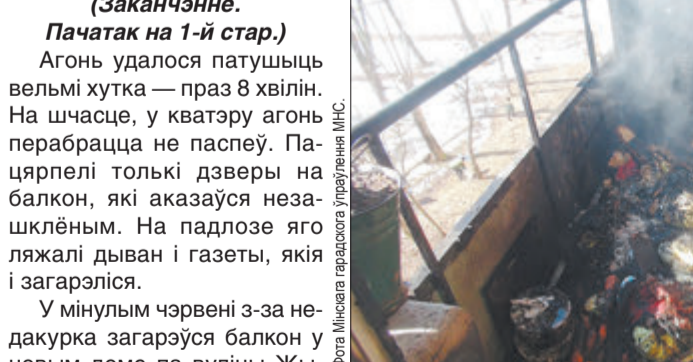 (Заканчэнне.
Пачатак на 1-й стар.)
Агонь удалося патушыць
вельмі хутка — праз 8 хвілін.
На шчасце, у кватэру агонь
перабрацца не паспеў. Па-
цярпелі толькі дзверы на
балкон, які аказаўся неза-
шклёным. На падлозе яго
ляжалі дыван і газеты, якія
і загарэліся.
У мінулым чэрвені з-за не-
дакурка загарэўся балкон у
Фота Мінскага гарадскога ўпраўлення МНС.